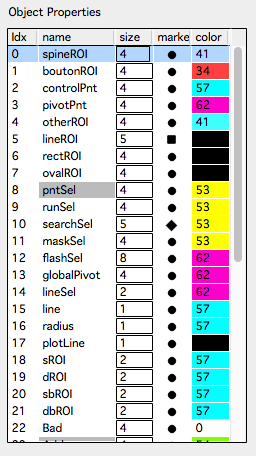 Object Properties
Idx name size marke color
0 spineROI 4 41
1 boutonROI 4 34
2 controlPnt 4 57
3 pivotPnt 4 62
4 otherROI 4 41
5 lineROI 5
6 rectROI 4
7 ovalROI 4
8 pntSel 4 53
9 runSel 4 53
10 searchSel 5 53
11 maskSel 4 53
12 flashSel 8 62
13 globalPivot 4 62
14 lineSel 2 62
15 line 1 57
16 radius 1 57
17 plotLine 1
18 sROI 2 57
19 dROI 2 57
20 sbROI 2 57
21 dbROI 2 57
22 Bad 4 0